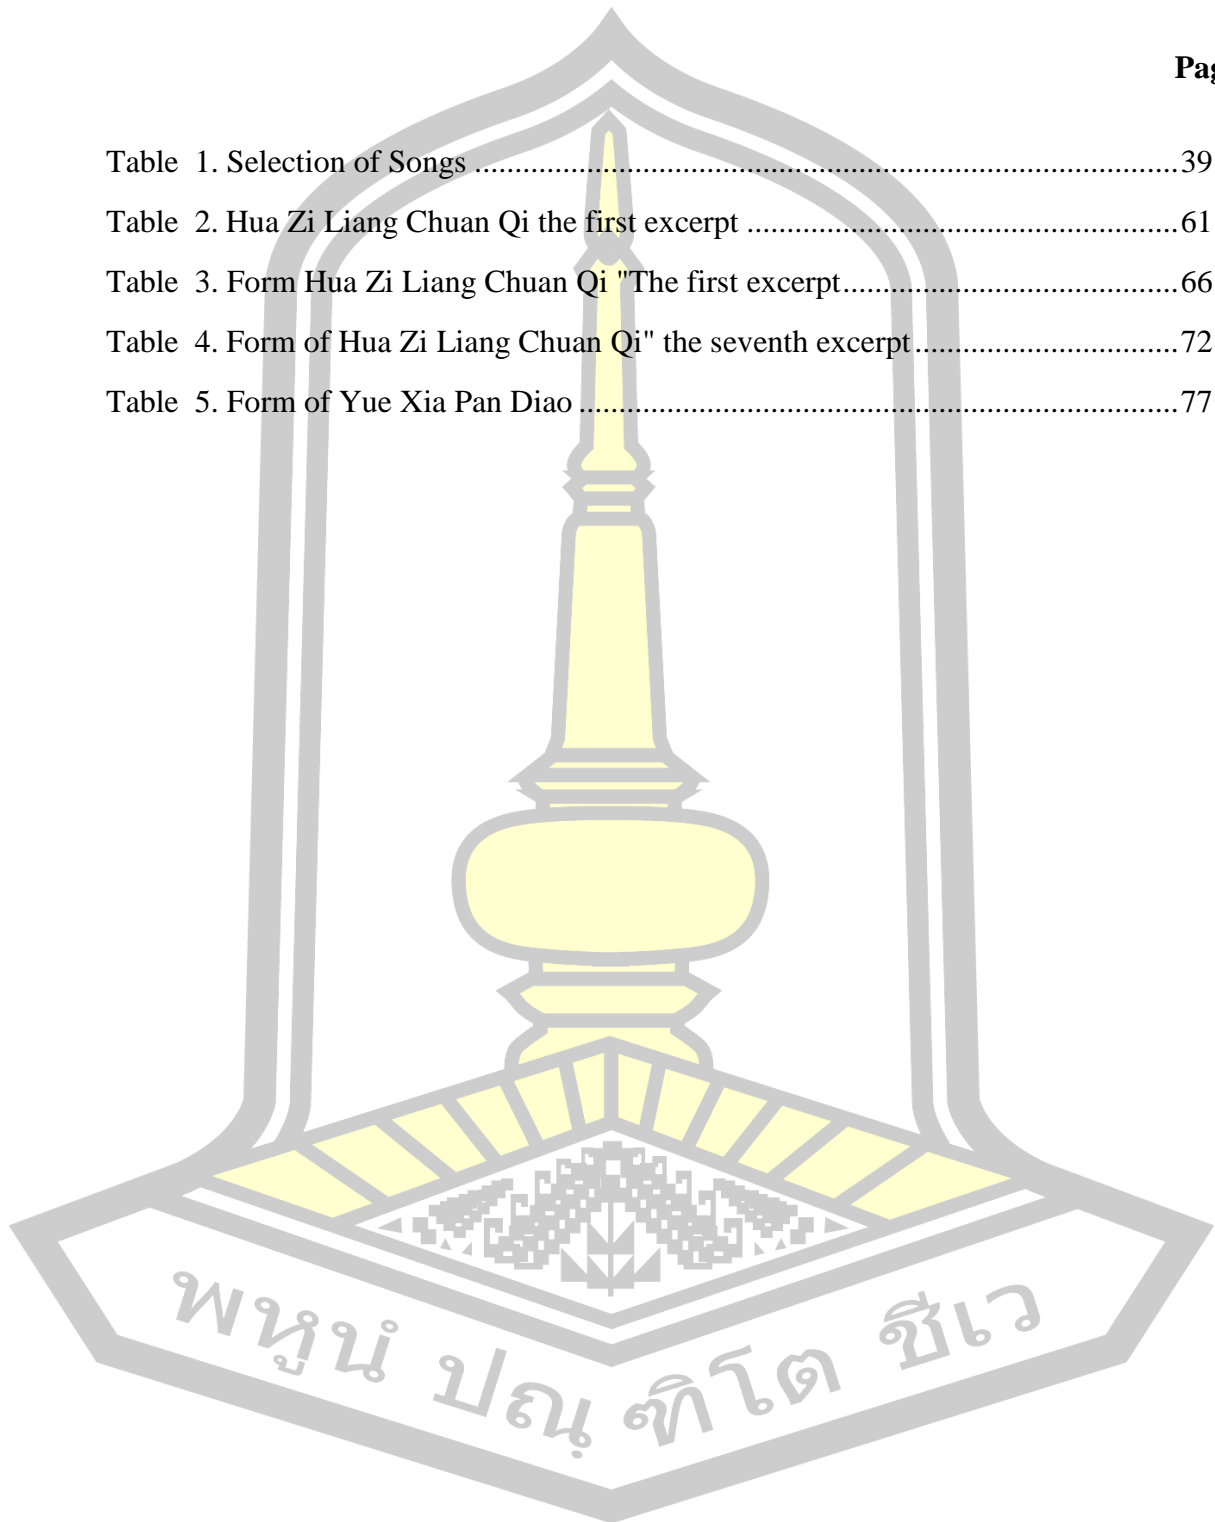 Pag
Table 1. Selection of Songs ........................................................................................39
Table 2. Hua Zi Liang Chuan Qi the first excerpt ......................................................61
Table 3. Form Hua Zi Liang Chuan Qi "The first excerpt..........................................66
Table 4. Form of Hua Zi Liang Chuan Qi" the seventh excerpt.................................72
Table 5. Form of Yue Xia Pan Diao ...........................................................................77
พหูนํ ปณฺฑิโต ชีเว